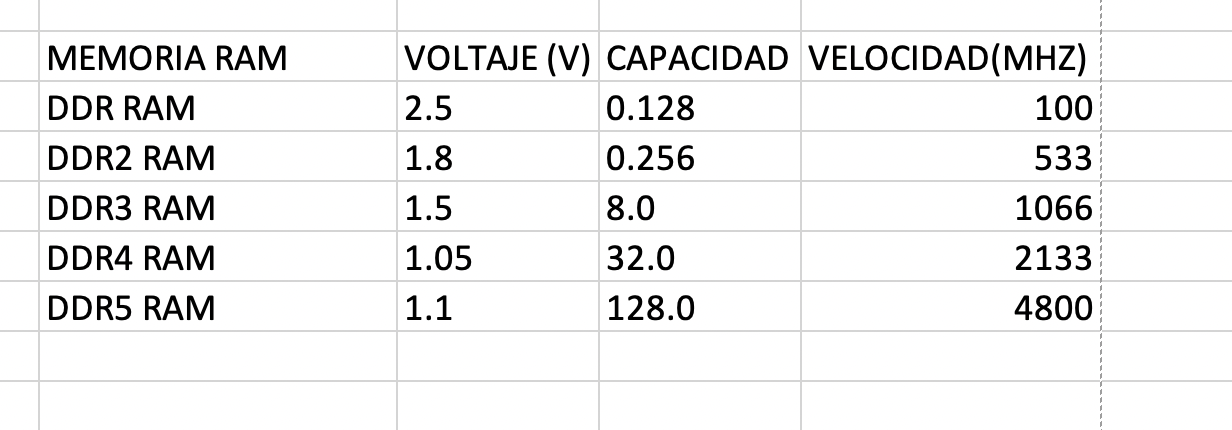 MEMORIA RAM VOLTAJE (V) CAPACIDAD VELOCIDAD(MHZ)
DDR RAM 2.5 0.128 100
DDR2 RAM 1.8 0.256 533
DDR3 RAM 1.5 8.0 1066
DDR4 RAM 1.05 32.0 2133
DDR5 RAM 1.1 128.0 4800